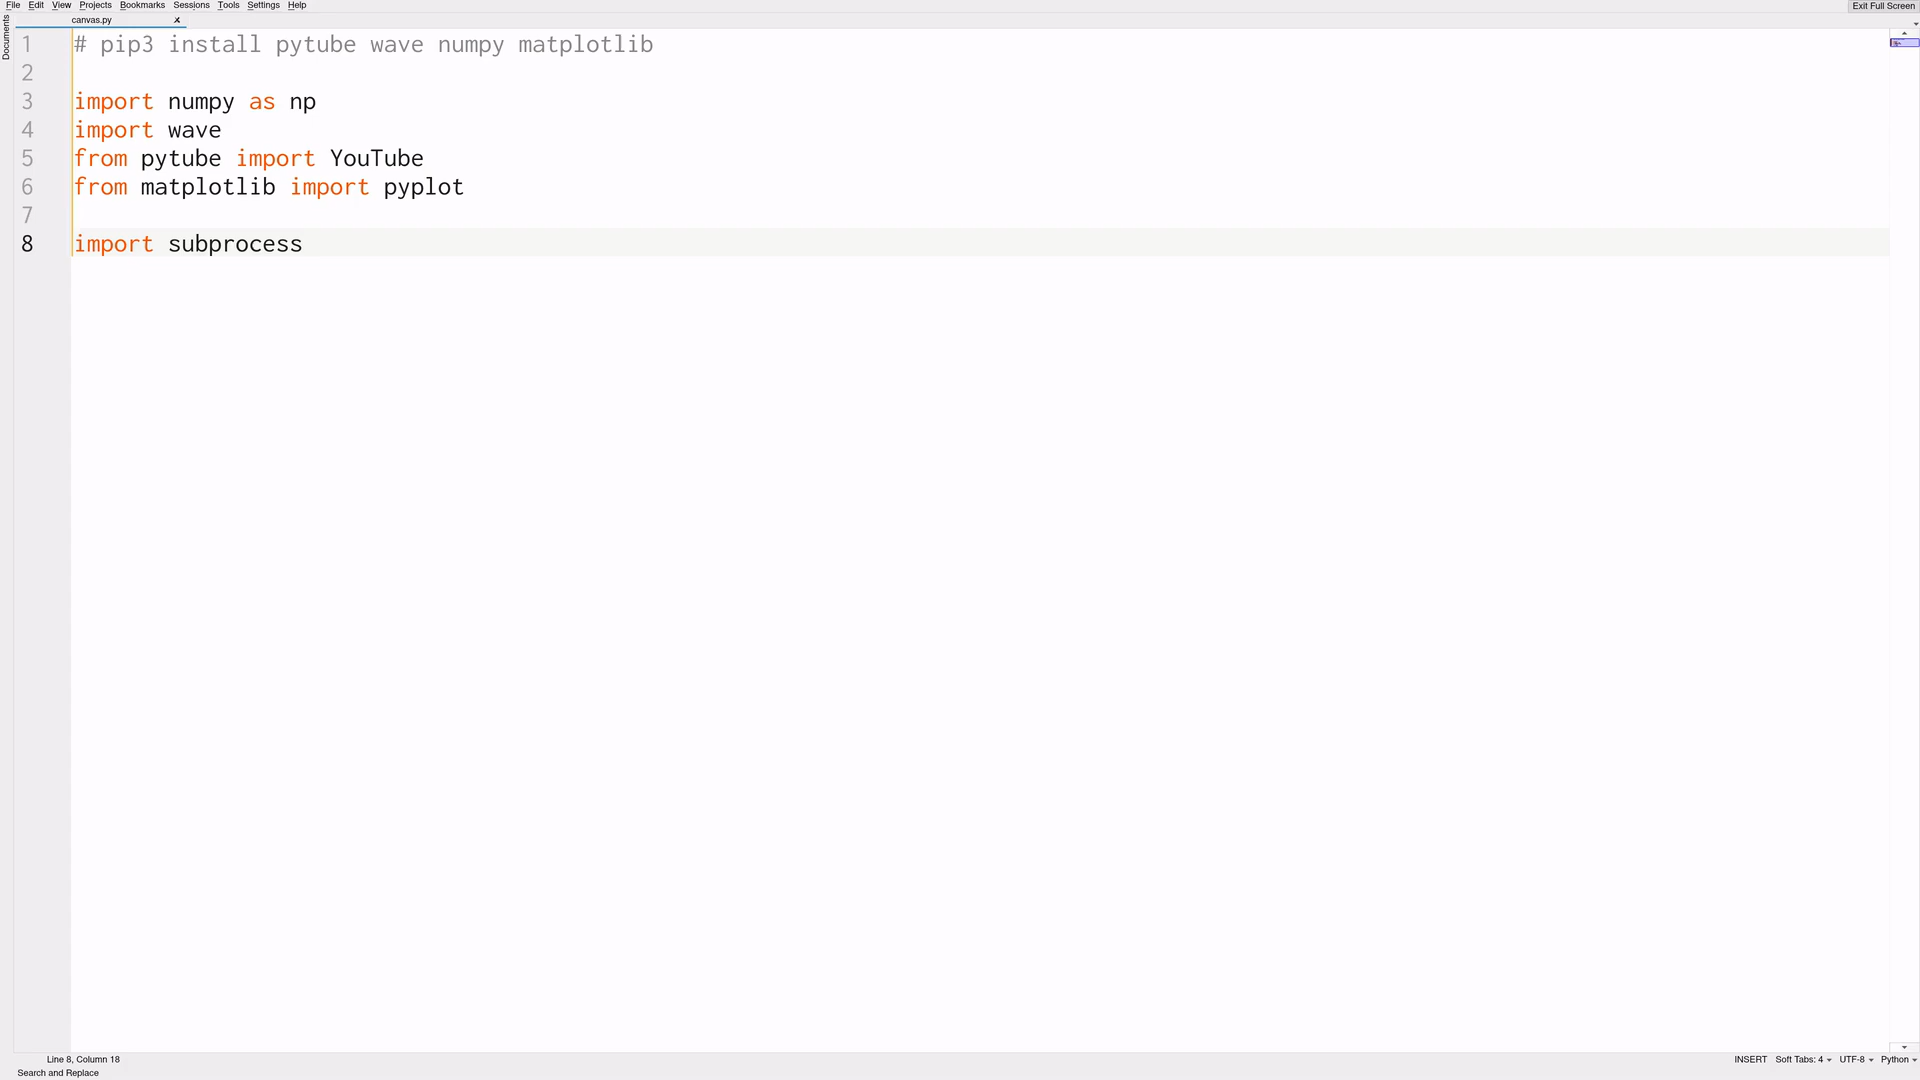 File Edit View Projects Bookmarks Sessions Tools Settings Help Exit Full Screen
canvas.py
Documents
1 # pip3 install pytube wave numpy matplotlib
2
3 import numpy as np
4 import wave
5 from pytube import YouTube
6 from matplotlib import pyplot
7
8 import subprocess
Line 8, Column 18 INSERT Soft Tabs: 4 UTF-8 Python
Search and Replace